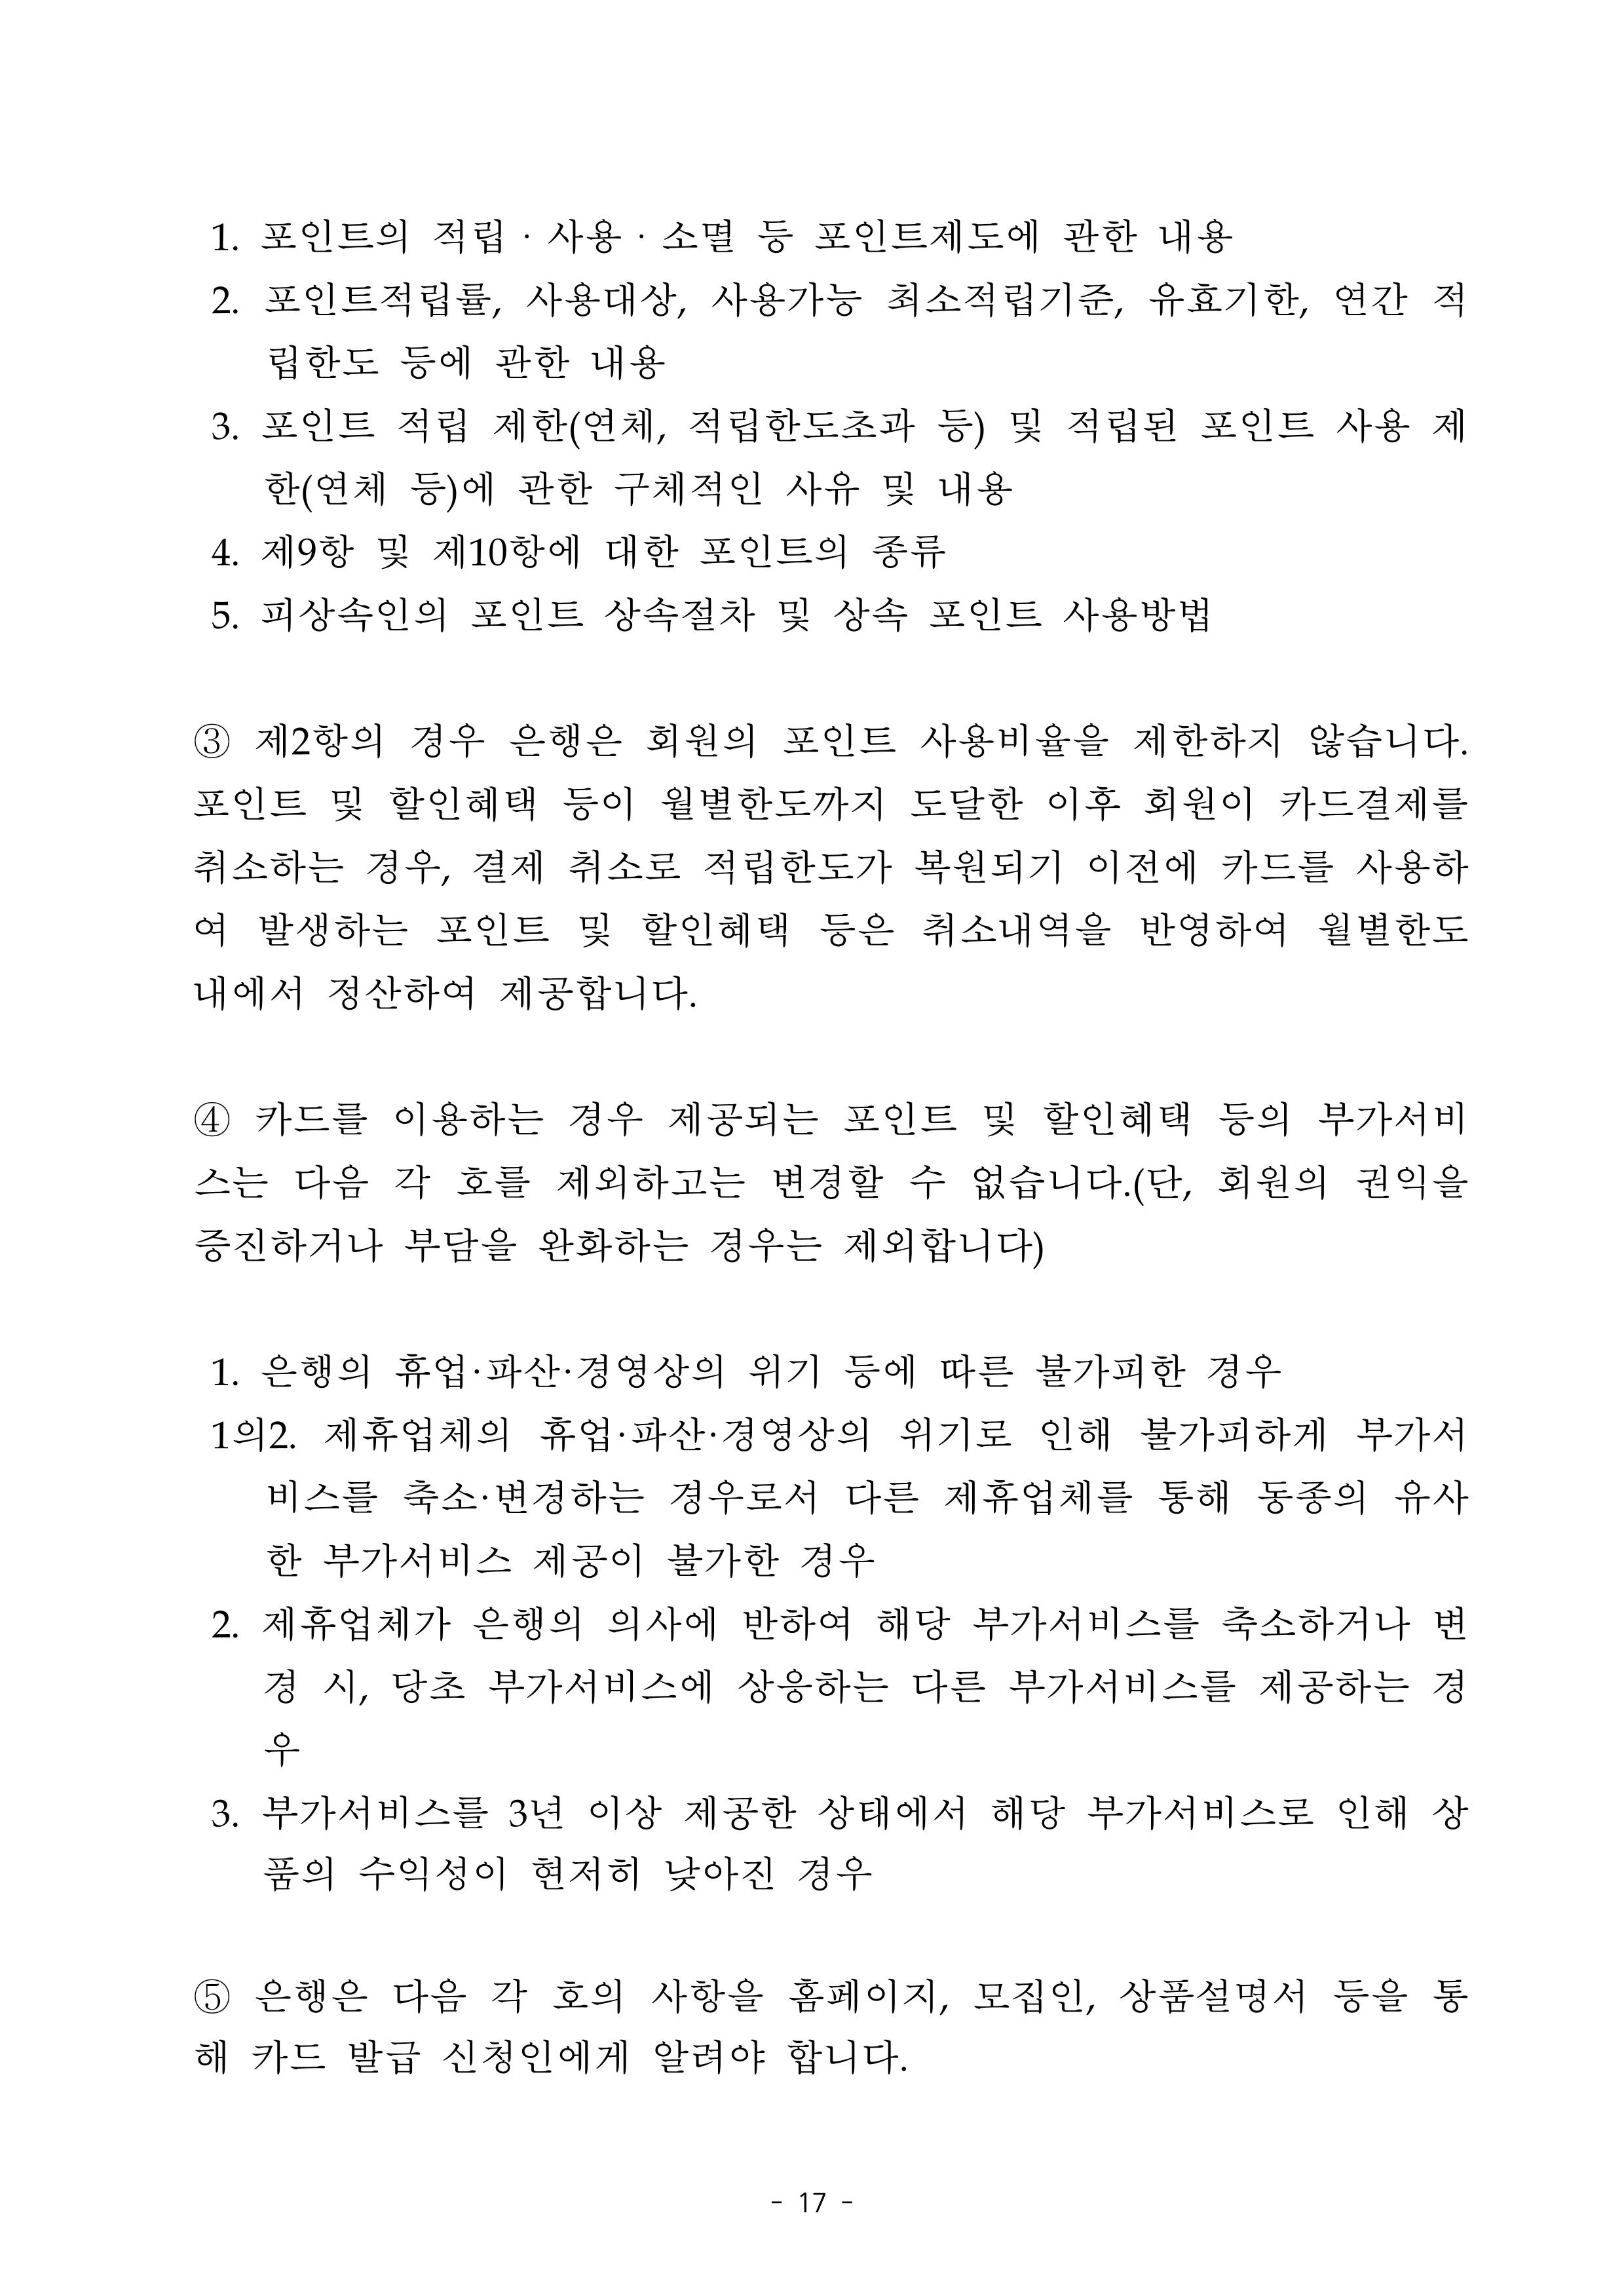 1. 포인트의 적립 · 사용 · 소멸 등 포인트제도에 관한 내용
2. 포인트적립률, 사용대상, 사용가능 최소적립기준, 유효기한, 연간 적
립한도 등에 관한 내용
3. 포인트 적립 제한(연체, 적립한도초과 등) 및 적립된 포인트 사용 제
한(연체 등)에 관한 구체적인 사유 및 내용
4. 제9항 및 제10항에 대한 포인트의 종류
5. 피상속인의 포인트 상속절차 및 상속 포인트 사용방법
③ 제2항의 경우 은행은 회원의 포인트 사용비율을 제한하지 않습니다.
포인트 및 할인혜택 등이 월별한도까지 도달한 이후 회원이 카드결제를
취소하는 경우, 결제 취소로 적립한도가 복원되기 이전에 카드를 사용하
여 발생하는 포인트 및 할인혜택 등은 취소내역을 반영하여 월별한도
내에서 정산하여 제공합니다.
④ 카드를 이용하는 경우 제공되는 포인트 및 할인혜택 등의 부가서비
스는 다음 각 호를 제외하고는 변경할 수 없습니다.(단, 회원의 권익을
증진하거나 부담을 완화하는 경우는 제외합니다)
1. 은행의 휴업·파산·경영상의 위기 등에 따른 불가피한 경우
1의2. 제휴업체의 휴업·파산·경영상의 위기로 인해 불가피하게 부가서
비스를 축소·변경하는 경우로서 다른 제휴업체를 통해 동종의 유사
한 부가서비스 제공이 불가한 경우
2. 제휴업체가 은행의 의사에 반하여 해당 부가서비스를 축소하거나 변
경 시, 당초 부가서비스에 상응하는 다른 부가서비스를 제공하는 경
우
3. 부가서비스를 3년 이상 제공한 상태에서 해당 부가서비스로 인해 상
품의 수익성이 현저히 낮아진 경우
⑤ 은행은 다음 각 호의 사항을 홈페이지, 모집인, 상품설명서 등을 통
해 카드 발급 신청인에게 알려야 합니다.
- 17 -